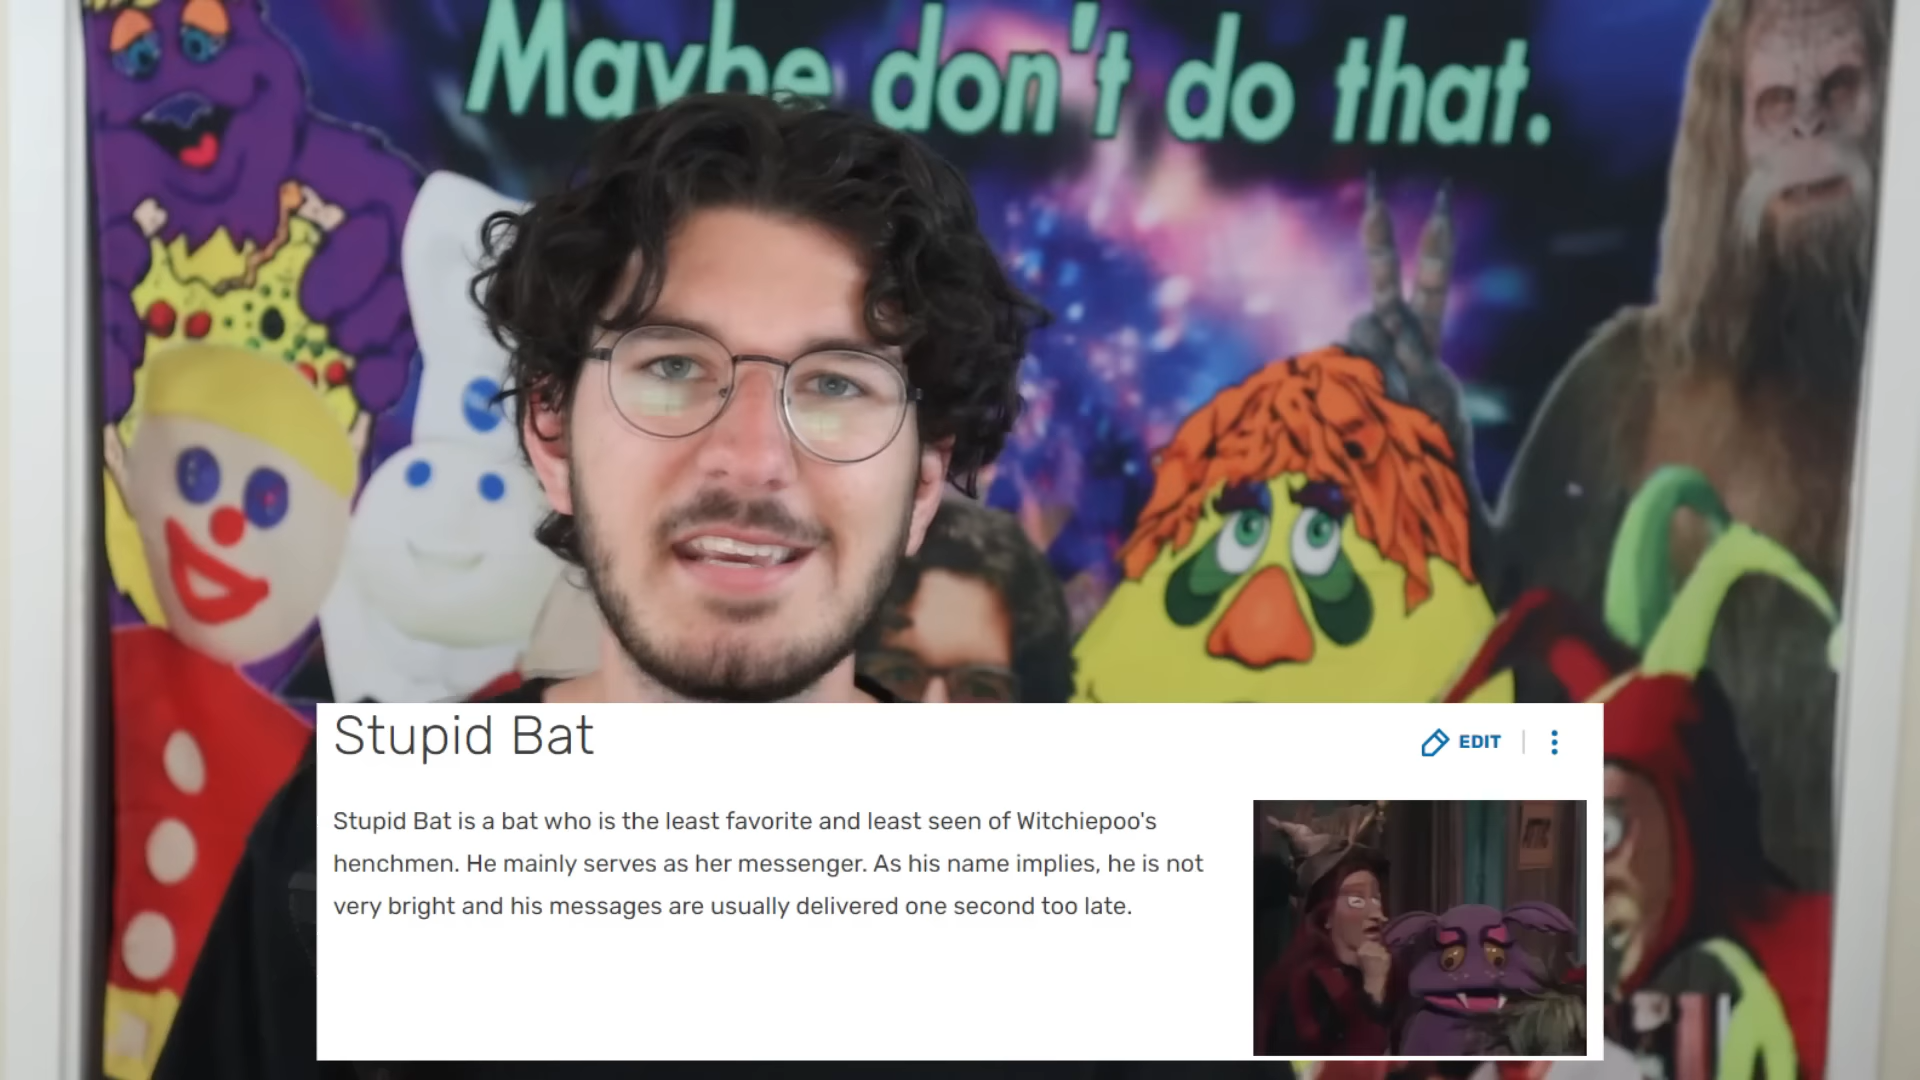 Maybe don't do that.
Stupid Bat
EDIT
Stupid Bat is a bat who is the least favorite and least seen of Witchiepoo's
henchmen. He mainly serves as her messenger. As his name implies, he is not
very bright and his messages are usually delivered one second too late.
ATTIC